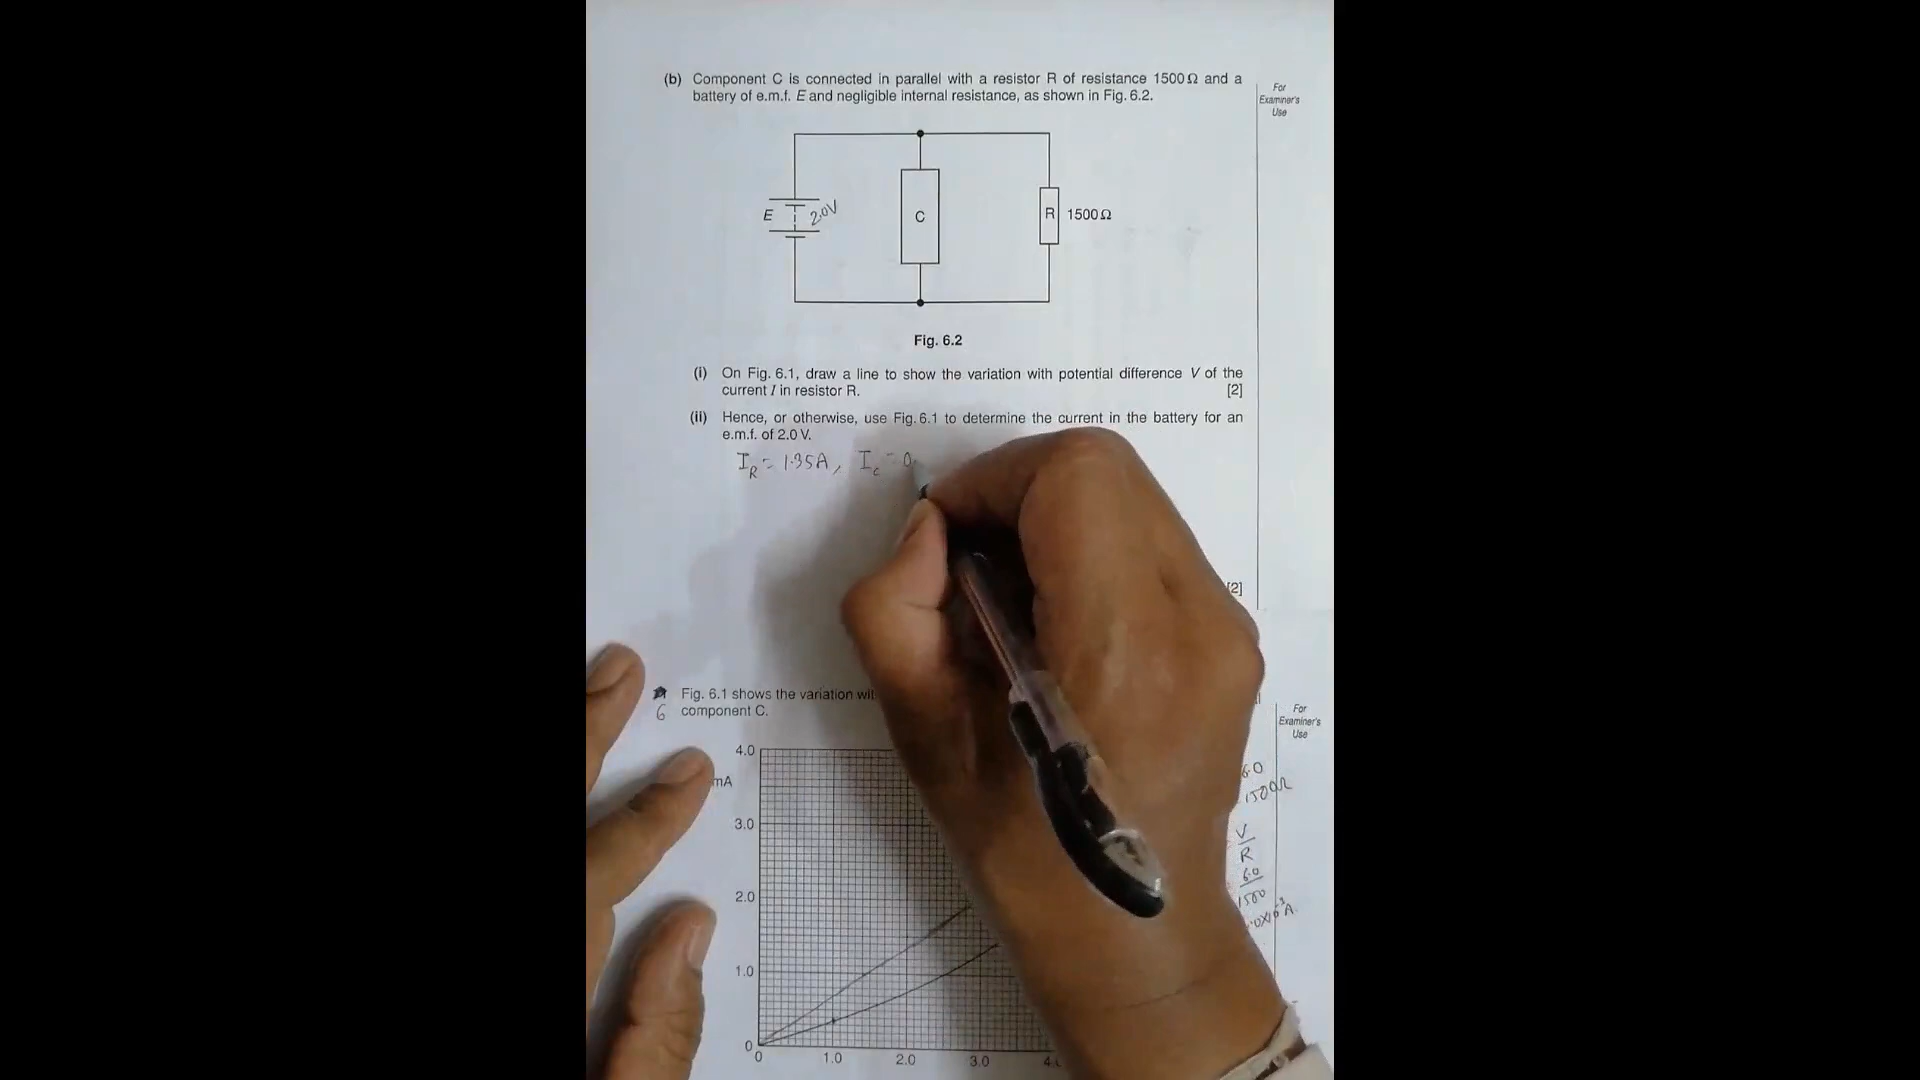 (b) Component C is connected in parallel with a resistor R of resistance 1500 Ω and a
battery of e.m.f. E and negligible internal resistance, as shown in Fig. 6.2.
For
Examiner's
Use
E
2.0V
C
R
1500 Ω
Fig. 6.2
(i) On Fig. 6.1, draw a line to show the variation with potential difference V of the
current I in resistor R. [2]
(ii) Hence, or otherwise, use Fig. 6.1 to determine the current in the battery for an
e.m.f. of 2.0 V.
I_R = 1.35A, I_c = 0.
[2]
Fig. 6.1 shows the variation
6 component C.
For
Examiner's
Use
4.0
mA
3.0
2.0
1.0
0
0 1.0 2.0 3.0
6.0
V
R
6.0
1500